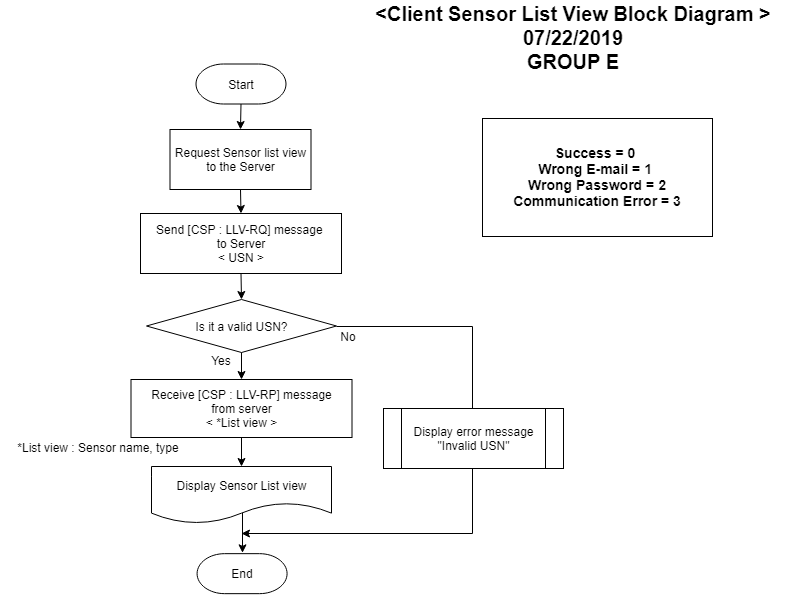 <Client Sensor List View Block Diagram >
07/22/2019
GROUP E
Start
Request Sensor list view
to the Server
Success = 0
Wrong E-mail = 1
Wrong Password = 2
Communication Error = 3
Send [CSP : LLV-RQ] message
to Server
< USN >
Is it a valid USN?
No
Yes
Receive [CSP : LLV-RP] message
from server
< *List view >
*List view : Sensor name, type
Display error message
"Invalid USN"
Display Sensor List view
End